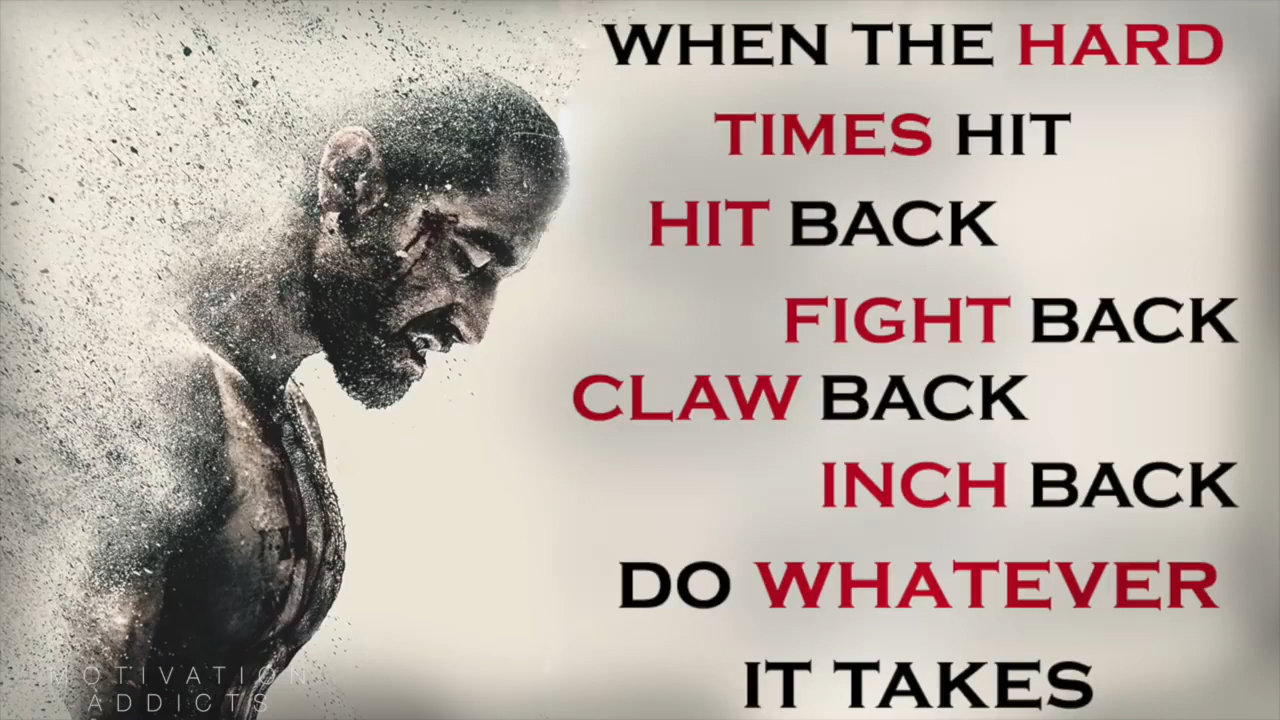 WHEN THE HARD
TIMES HIT
HIT BACK
FIGHT BACK
CLAW BACK
INCH BACK
DO WHATEVER
IT TAKES
MOTIVATION
ADDICTS